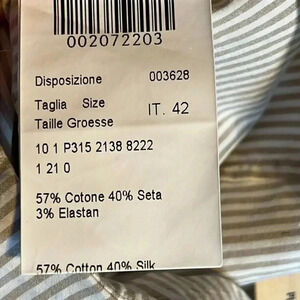 002072203
Disposizione 003628
Taglia Size
Taille Groesse IT. 42
10 1 P315 2138 8222
1 21 0
57% Cotone 40% Seta
3% Elastan
57% Cotton 40% Silk